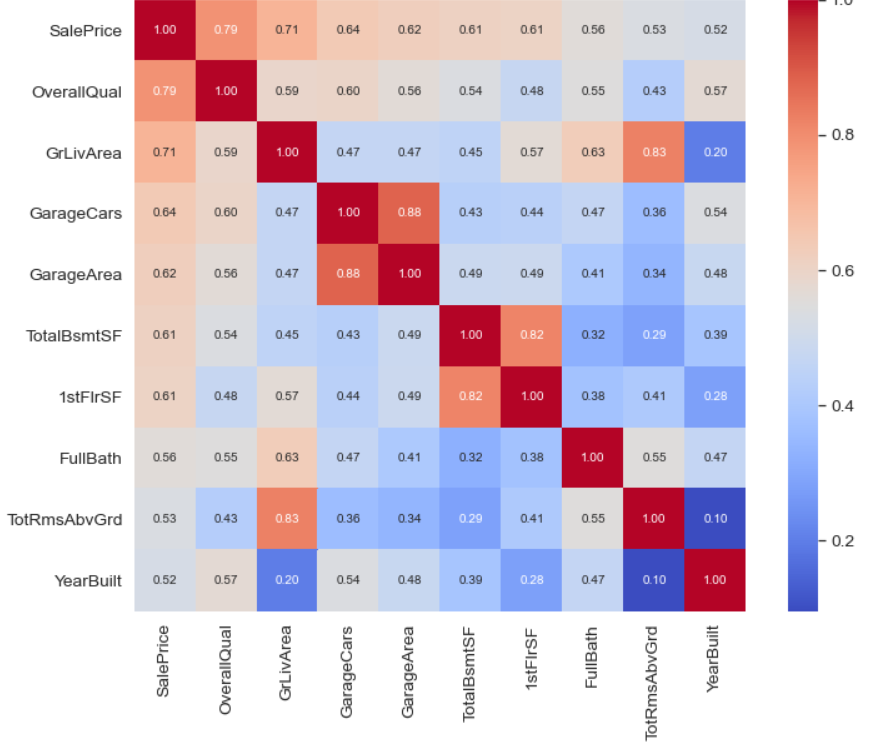 1.0
SalePrice 1.00 0.79 0.71 0.64 0.62 0.61 0.61 0.56 0.53 0.52
OverallQual 0.79 1.00 0.59 0.60 0.56 0.54 0.48 0.55 0.43 0.57
0.8
GrLivArea 0.71 0.59 1.00 0.47 0.47 0.45 0.57 0.63 0.83 0.20
GarageCars 0.64 0.60 0.47 1.00 0.88 0.43 0.44 0.47 0.36 0.54
0.6
GarageArea 0.62 0.56 0.47 0.88 1.00 0.49 0.49 0.41 0.34 0.48
TotalBsmtSF 0.61 0.54 0.45 0.43 0.49 1.00 0.82 0.32 0.29 0.39
1stFlrSF 0.61 0.48 0.57 0.44 0.49 0.82 1.00 0.38 0.41 0.28
0.4
FullBath 0.56 0.55 0.63 0.47 0.41 0.32 0.38 1.00 0.55 0.47
TotRmsAbvGrd 0.53 0.43 0.83 0.36 0.34 0.29 0.41 0.55 1.00 0.10
0.2
YearBuilt 0.52 0.57 0.20 0.54 0.48 0.39 0.28 0.47 0.10 1.00
SalePrice
OverallQual
GrLivArea
GarageCars
GarageArea
TotalBsmtSF
1stFlrSF
FullBath
TotRmsAbvGrd
YearBuilt